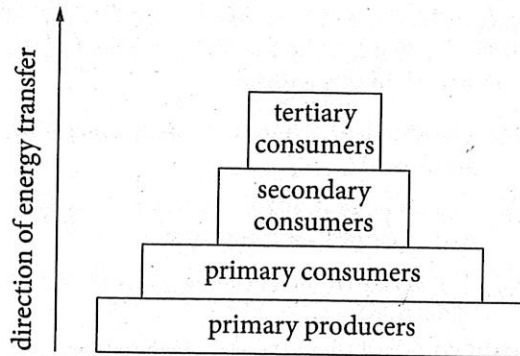 direction of energy transfer
tertiary
consumers
secondary
consumers
primary consumers
primary producers